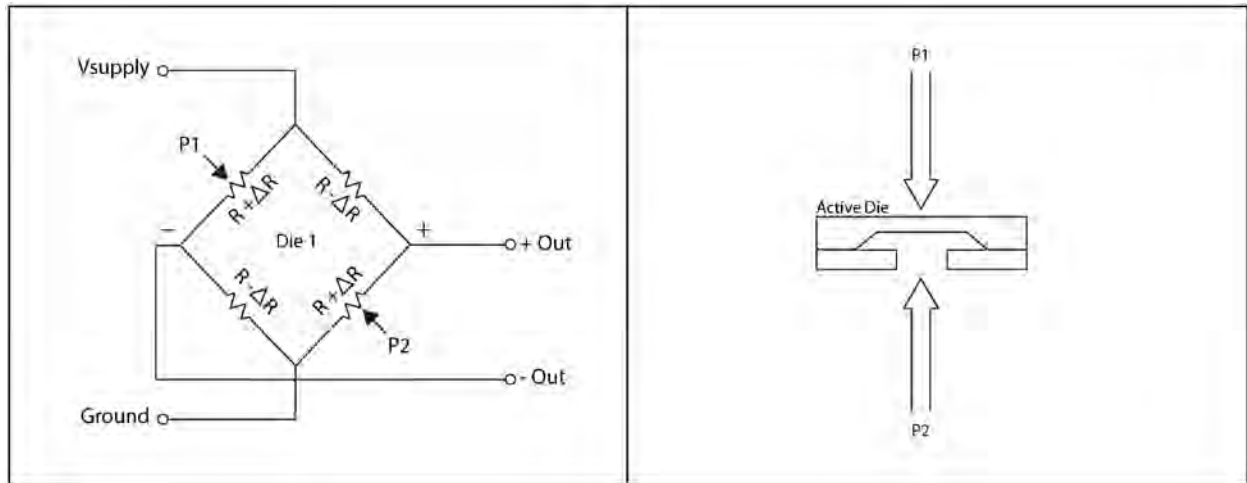 Vsupply
P1
R + ΔR
R - ΔR
−
+
Die 1
+ Out
R - ΔR
R + ΔR
P2
- Out
Ground
P1
Active Die
P2